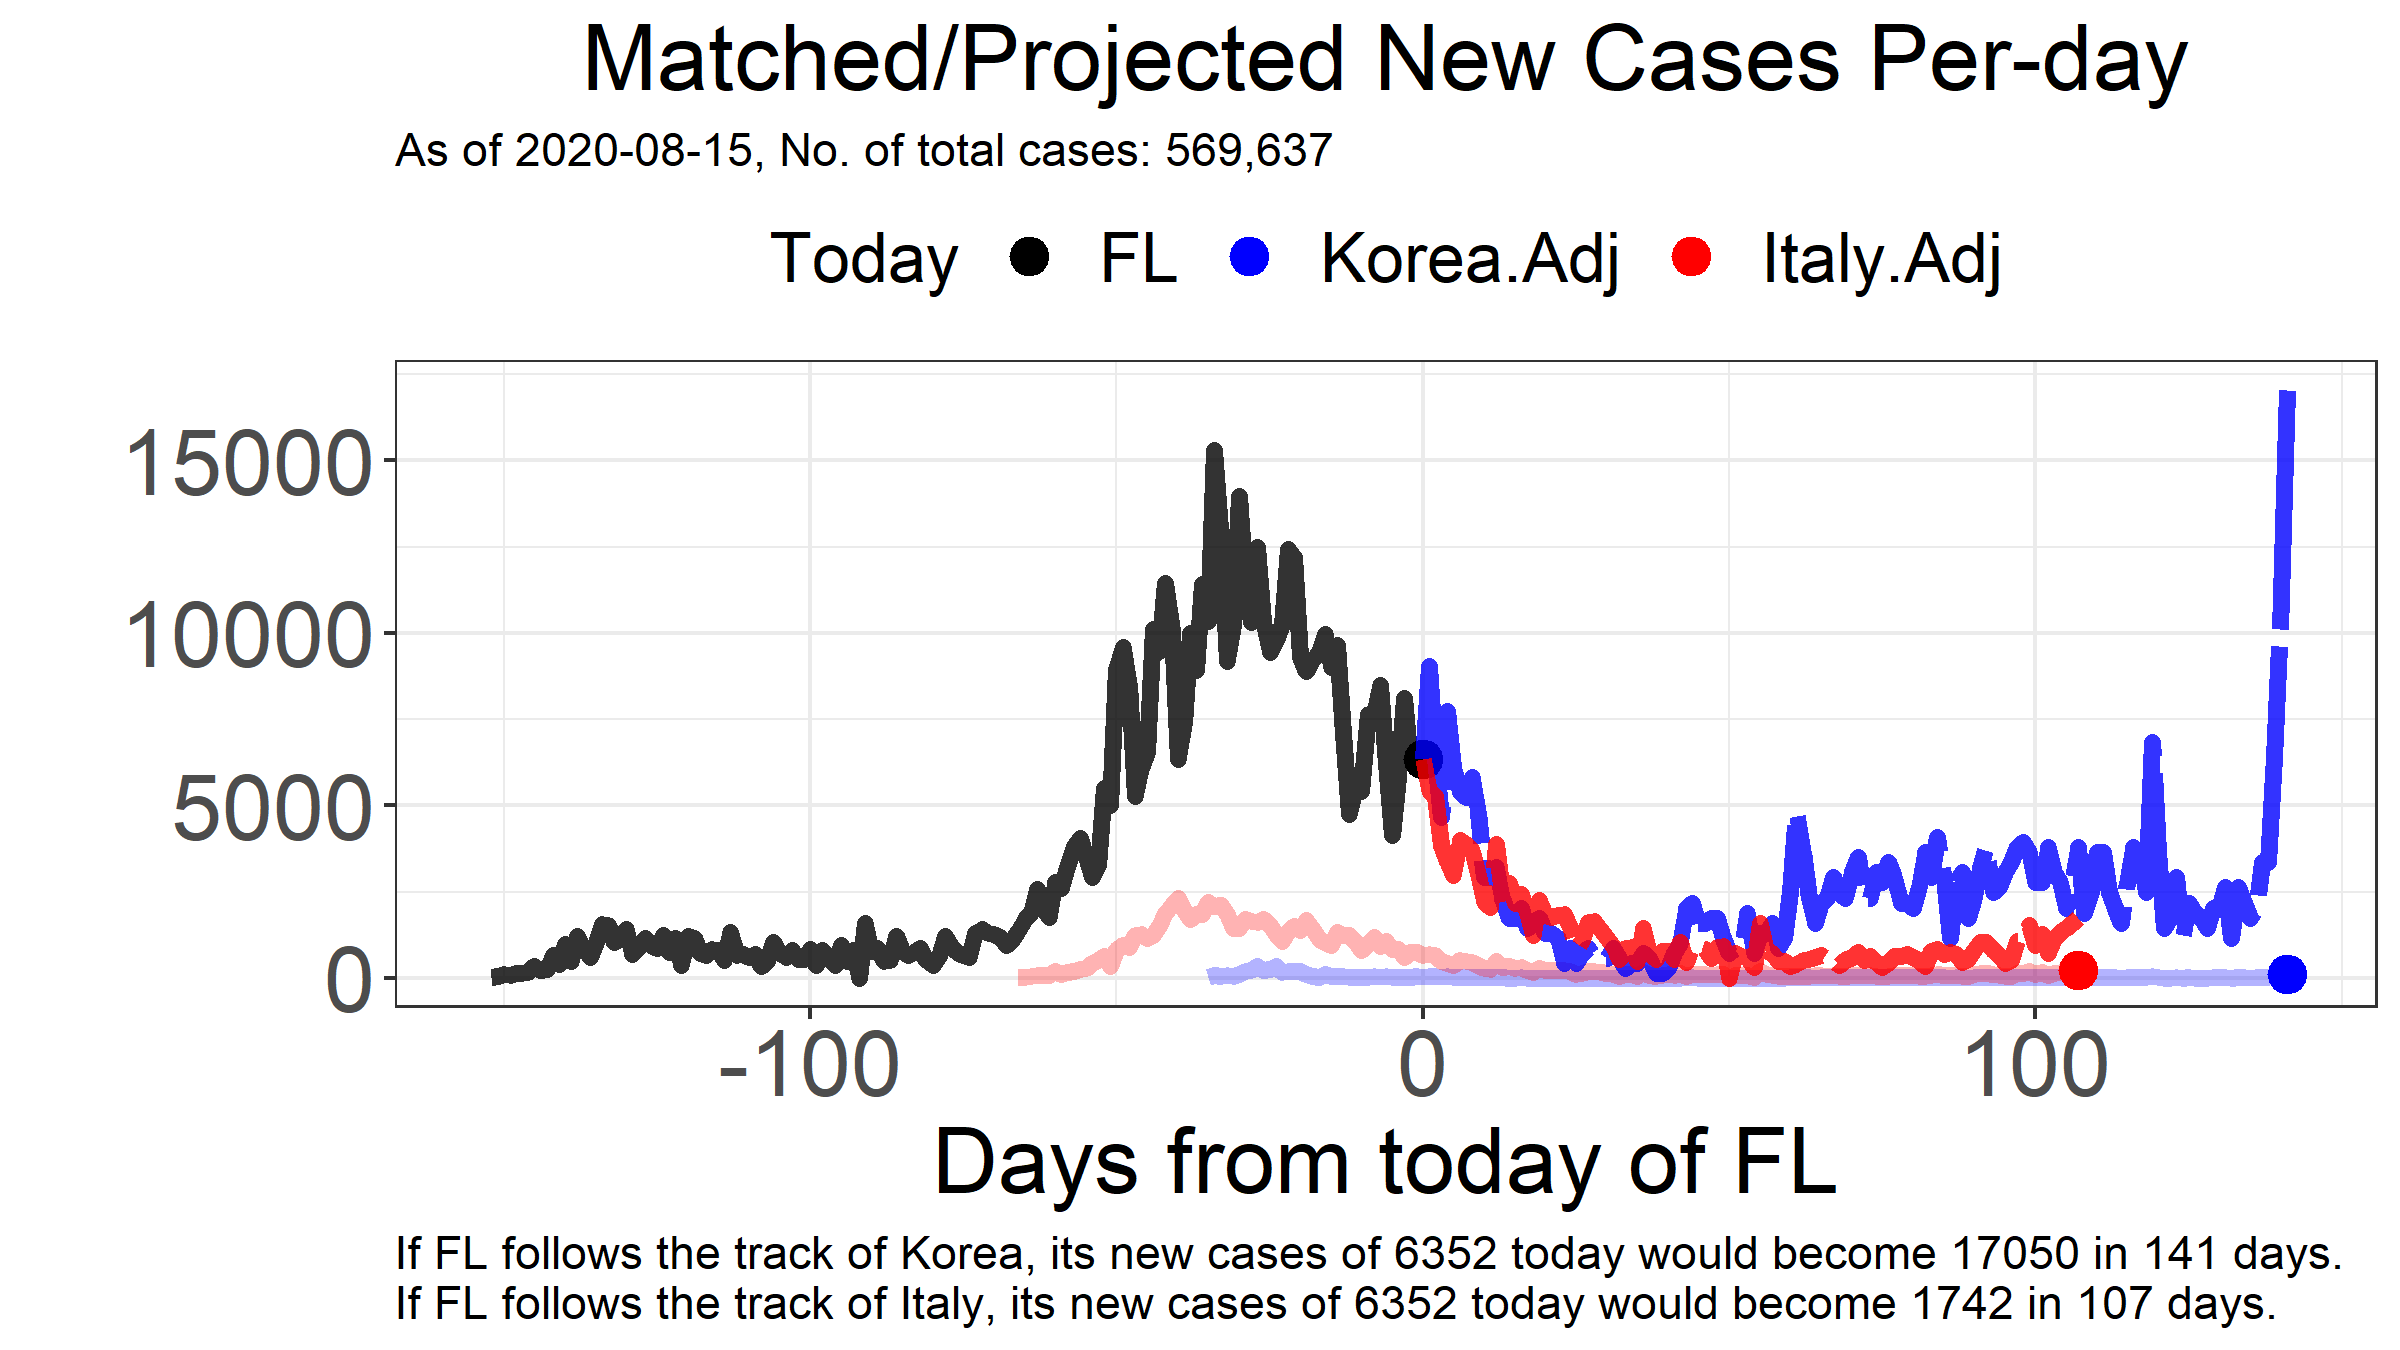 Matched/Projected New Cases Per-day
As of 2020-08-15, No. of total cases: 569,637
Today FL Korea.Adj Italy.Adj
15000
10000
5000
0
-100 0 100
Days from today of FL
If FL follows the track of Korea, its new cases of 6352 today would become 17050 in 141 days.
If FL follows the track of Italy, its new cases of 6352 today would become 1742 in 107 days.